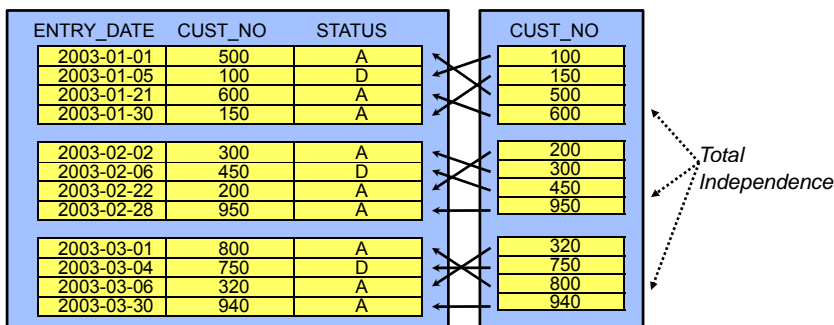 ENTRY_DATE CUST_NO STATUS
2003-01-01 500 A
2003-01-05 100 D
2003-01-21 600 A
2003-01-30 150 A
2003-02-02 300 A
2003-02-06 450 D
2003-02-22 200 A
2003-02-28 950 A
2003-03-01 800 A
2003-03-04 750 D
2003-03-06 320 A
2003-03-30 940 A
CUST_NO
100
150
500
600
200
300
450
950
320
750
800
940
Total
Independence